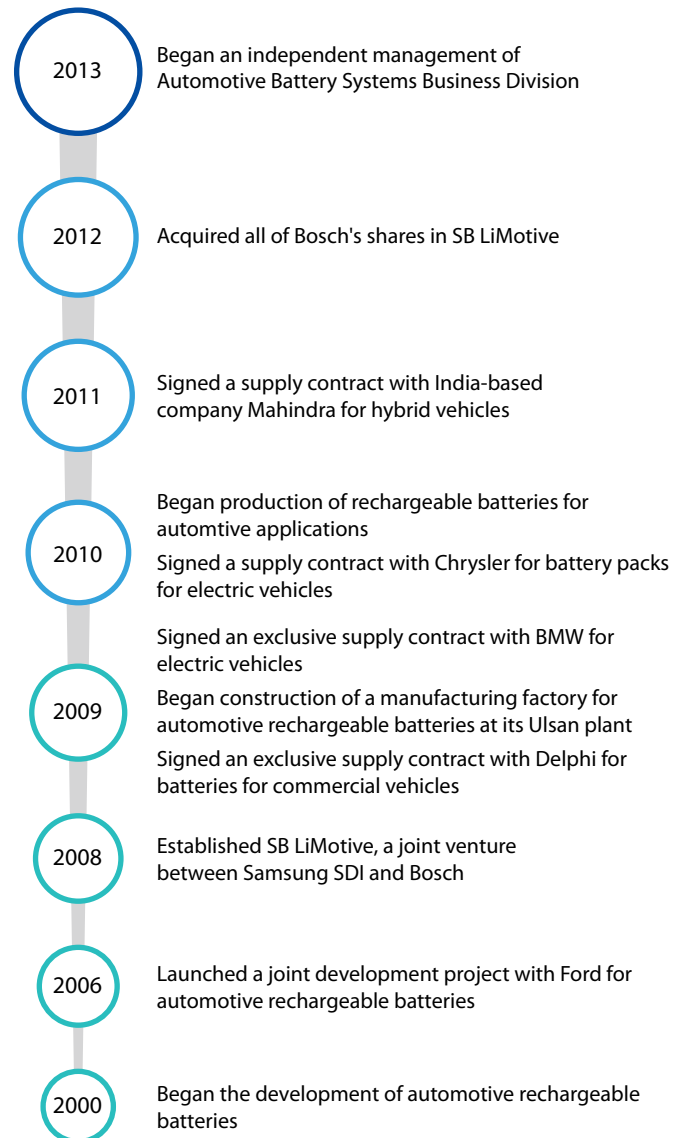 2013
Began an independent management of
Automotive Battery Systems Business Division
2012
Acquired all of Bosch's shares in SB LiMotive
2011
Signed a supply contract with India-based
company Mahindra for hybrid vehicles
2010
Began production of rechargeable batteries for
automtive applications
Signed a supply contract with Chrysler for battery packs
for electric vehicles
2009
Signed an exclusive supply contract with BMW for
electric vehicles
Began construction of a manufacturing factory for
automotive rechargeable batteries at its Ulsan plant
Signed an exclusive supply contract with Delphi for
batteries for commercial vehicles
2008
Established SB LiMotive, a joint venture
between Samsung SDI and Bosch
2006
Launched a joint development project with Ford for
automotive rechargeable batteries
2000
Began the development of automotive rechargeable
batteries